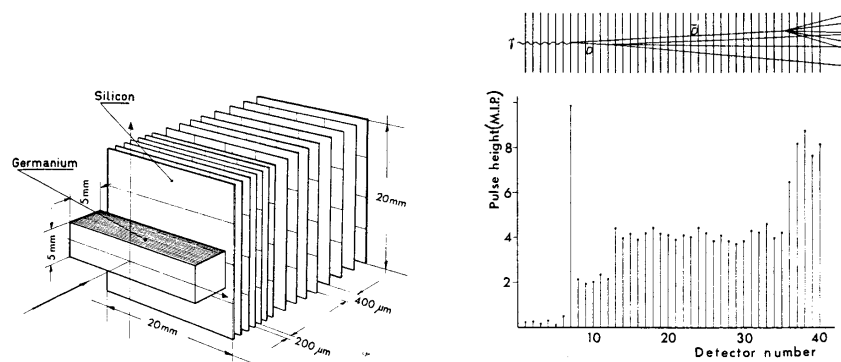 Silicon
Germanium
5mm
5mm
20mm
20mm
200 μm
400 μm
D̄
D
Pulse height(M.I.P.)
8
6
4
2
10
20
30
40
Detector number